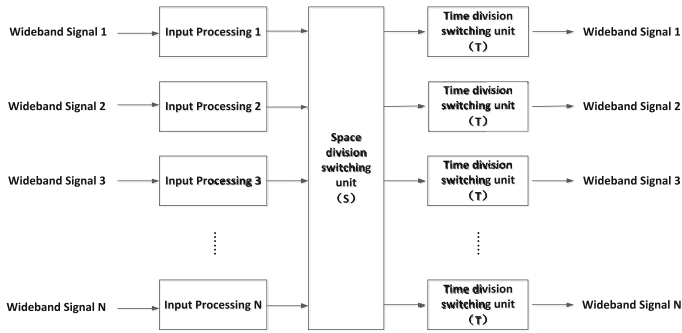 Wideband Signal 1
Input Processing 1
Time division
switching unit
（T）
Wideband Signal 1
Wideband Signal 2
Input Processing 2
Time division
switching unit
（T）
Wideband Signal 2
Space
division
switching
unit
（S）
Wideband Signal 3
Input Processing 3
Time division
switching unit
（T）
Wideband Signal 3
Wideband Signal N
Input Processing N
Time division
switching unit
（T）
Wideband Signal N